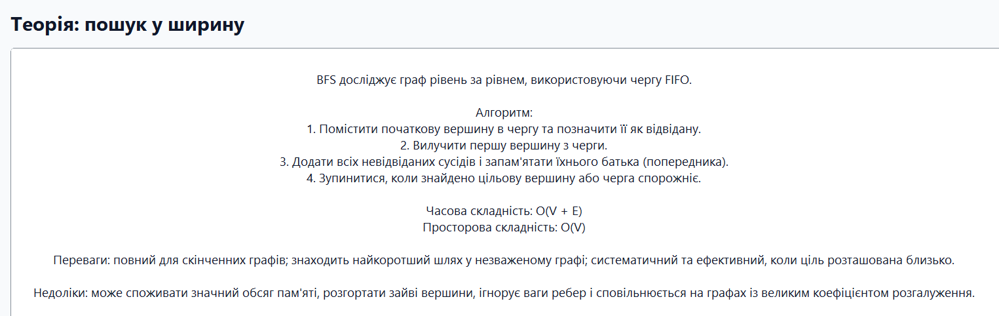 Теорія: пошук у ширину
BFS досліджує граф рівень за рівнем, використовуючи чергу FIFO.
Алгоритм:
1. Помістити початкову вершину в чергу та позначити її як відвідану.
2. Вилучити першу вершину з черги.
3. Додати всіх невідвіданих сусідів і запам'ятати їхнього батька (попередника).
4. Зупинитися, коли знайдено цільову вершину або черга спорожніє.
Часова складність: O(V + E)
Просторова складність: O(V)
Переваги: повний для скінченних графів; знаходить найкоротший шлях у незваженому графі; систематичний та ефективний, коли ціль розташована близько.
Недоліки: може споживати значний обсяг пам'яті, розгортати зайві вершини, ігнорує ваги ребер і сповільнюється на графах із великим коефіцієнтом розгалуження.